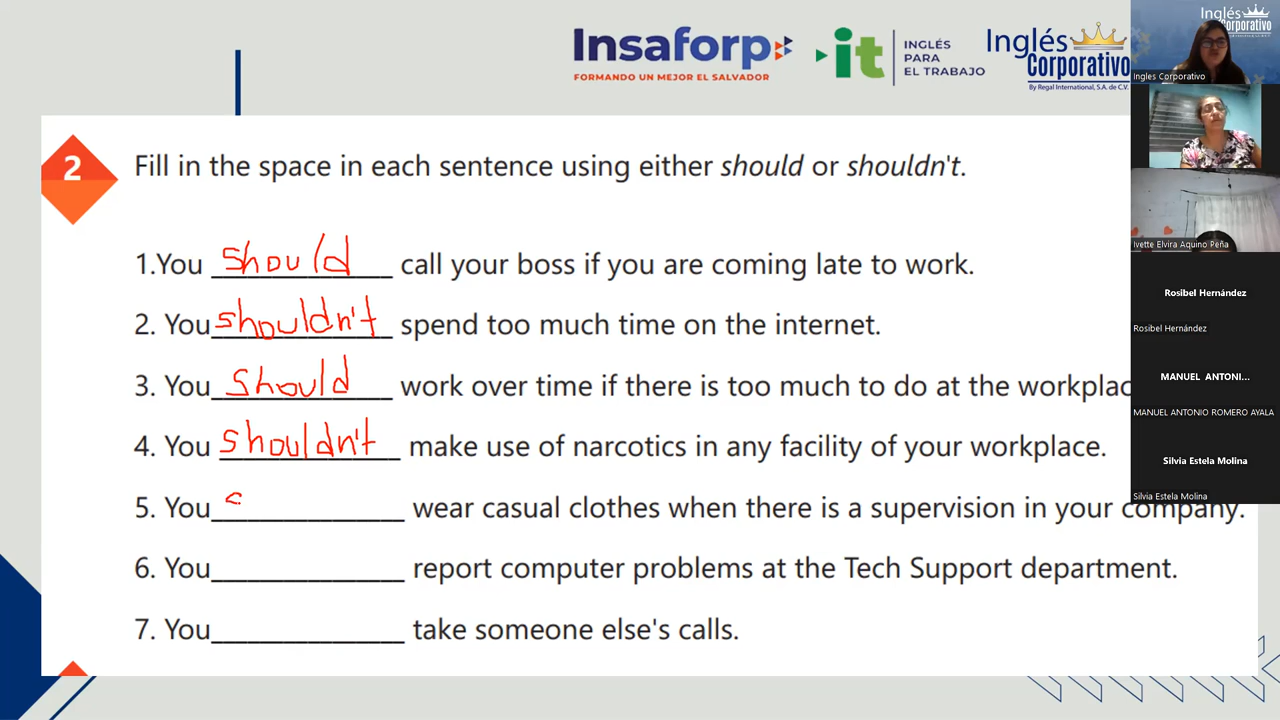 Insaforp
FORMANDO UN MEJOR EL SALVADOR
it
INGLÉS
PARA
EL TRABAJO
Inglés
Corporativo
By Regal International, S.A. de C.V.
Inglés
Corporativo
Ingles Corporativo
2
Fill in the space in each sentence using either should or shouldn't.
1.You should call your boss if you are coming late to work.
2. You shouldn't spend too much time on the internet.
3. You should work over time if there is too much to do at the workplac
4. You shouldn't make use of narcotics in any facility of your workplace.
5. You s wear casual clothes when there is a supervision in your company.
6. You______________ report computer problems at the Tech Support department.
7. You______________ take someone else's calls.
Ivette Elvira Aquino Peña
Rosibel Hernández
Rosibel Hernández
MANUEL ANTONI...
MANUEL ANTONIO ROMERO AYALA
Silvia Estela Molina
Silvia Estela Molina